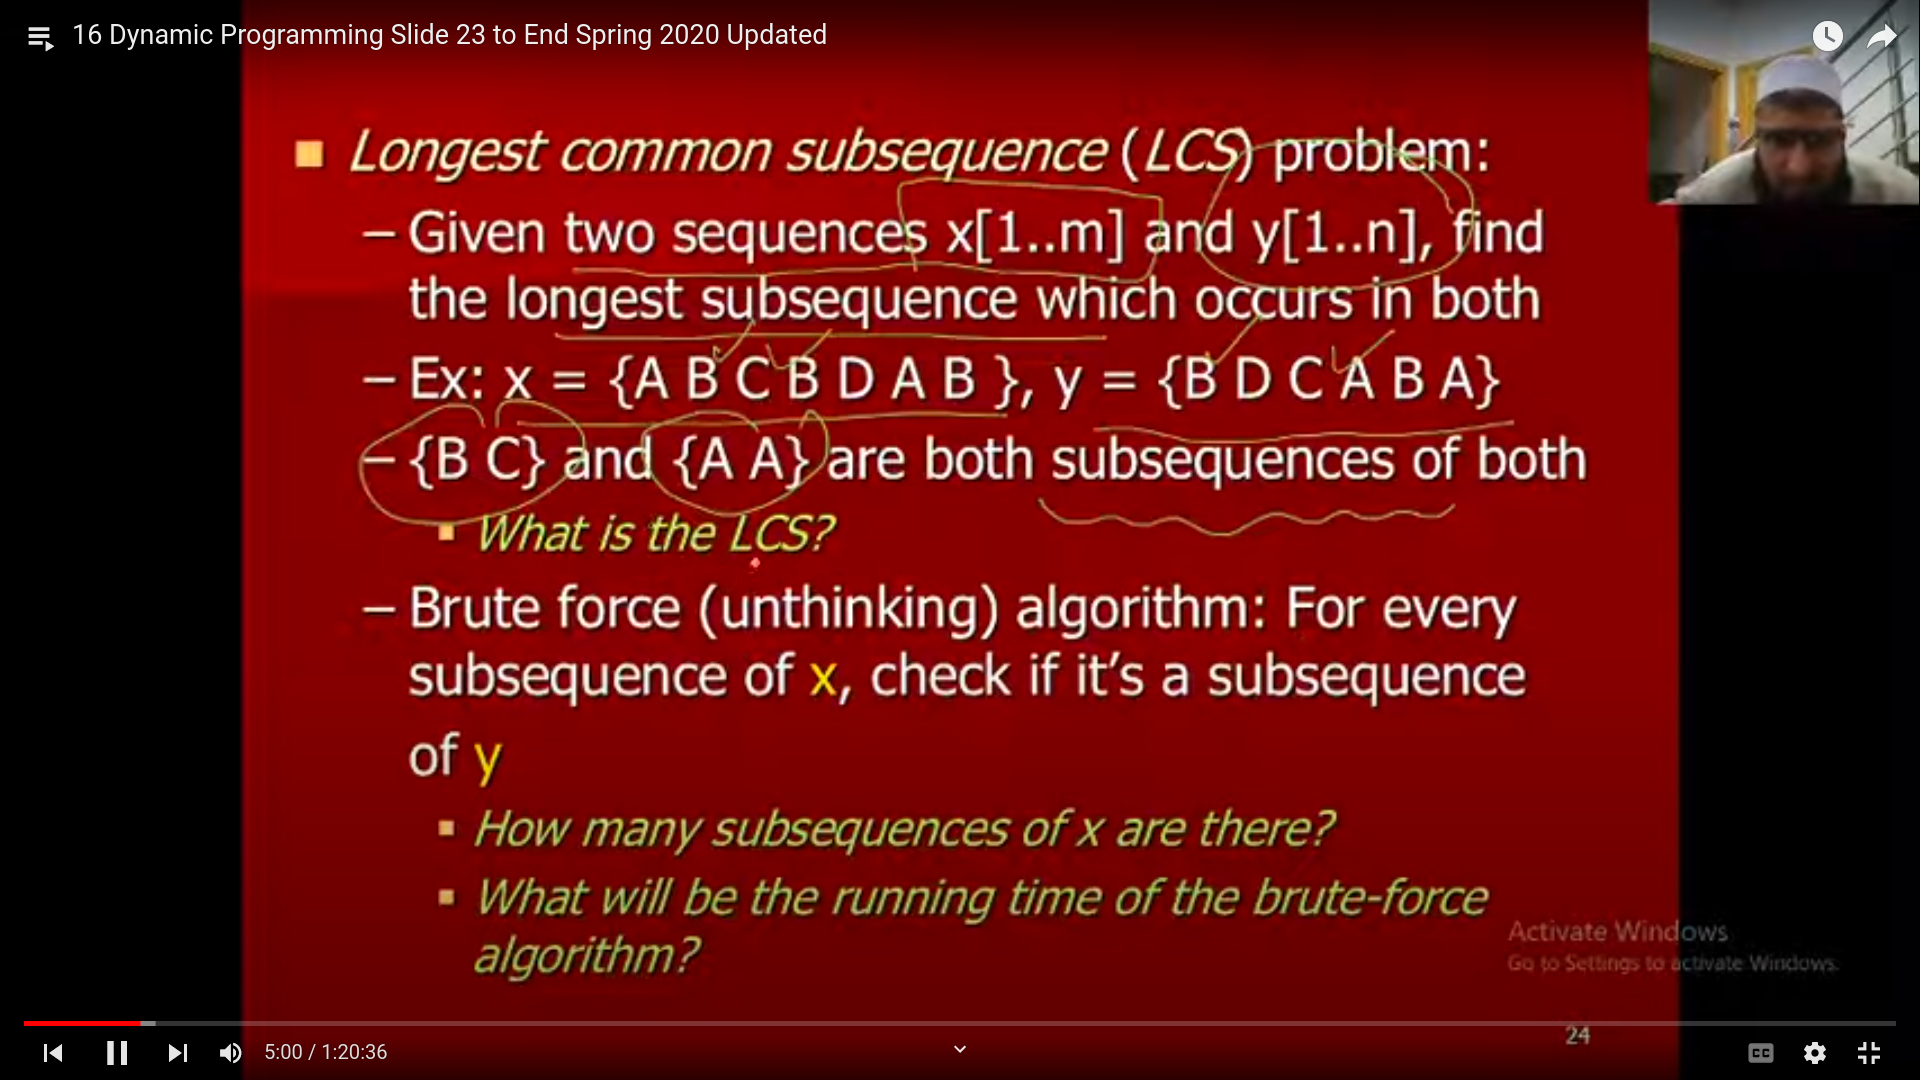 16 Dynamic Programming Slide 23 to End Spring 2020 Updated
Longest common subsequence (LCS) problem:
– Given two sequences x[1..m] and y[1..n], find
the longest subsequence which occurs in both
– Ex: x = {A B C B D A B }, y = {B D C A B A}
– {B C} and {A A} are both subsequences of both
What is the LCS?
– Brute force (unthinking) algorithm: For every
subsequence of x, check if it’s a subsequence
of y
How many subsequences of x are there?
What will be the running time of the brute-force
algorithm?
Activate Windows
Go to Settings to activate Windows.
24
5:00 / 1:20:36
CC